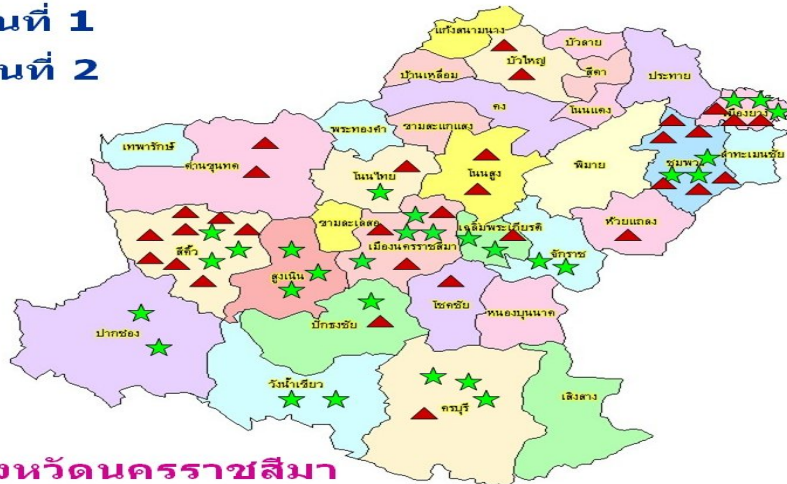 นที่ 1
นที่ 2
แก้งสนามนาง
บัวใหญ่
บัวลาย
บ้านเหลื่อม
สีดา
ประทาย
คง
โนนแดง
เมืองยาง
พระทองคำ
ขามสะแกแสง
เทพารักษ์
ด่านขุนทด
โนนไทย
โนนสูง
พิมาย
ชุมพวง
ลำทะเมนชัย
ขามทะเลสอ
เฉลิมพระเกียรติ
ห้วยแถลง
สีคิ้ว
เมืองนครราชสีมา
จักราช
สูงเนิน
โชคชัย
หนองบุนนาค
ปากช่อง
ปักธงชัย
วังน้ำเขียว
ครบุรี
เสิงสาง
งหวัดนครราชสีมา